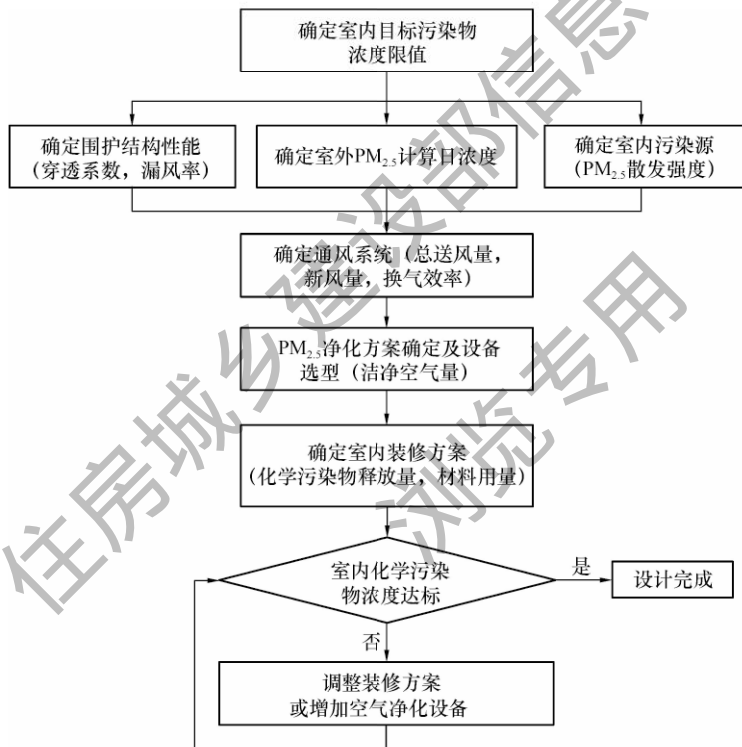 确定室内目标污染物
浓度限值
确定围护结构性能
(穿透系数，漏风率)
确定室外PM₂.₅计算日浓度
确定室内污染源
(PM₂.₅散发强度)
确定通风系统（总送风量，
新风量，换气效率）
PM₂.₅净化方案确定及设备
选型（洁净空气量）
确定室内装修方案
(化学污染物释放量，材料用量)
室内化学污染
物浓度达标
是
设计完成
否
调整装修方案
或增加空气净化设备
住房城乡建设部信息
浏览专用